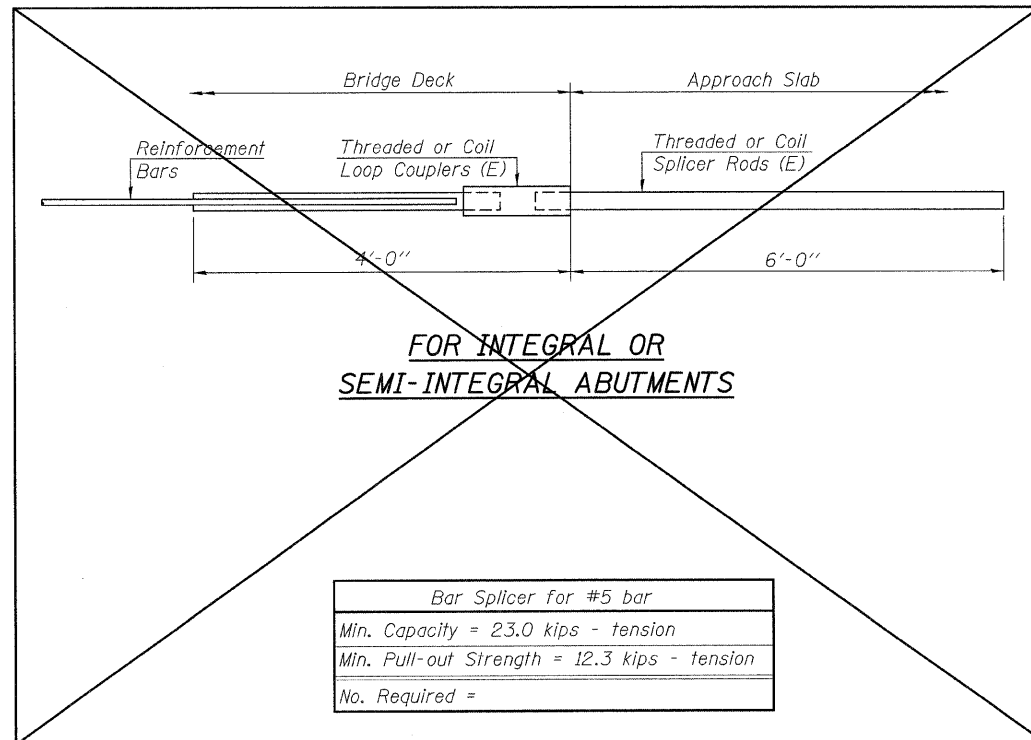 Bridge Deck
Approach Slab
Reinforcement
Bars
Threaded or Coil
Loop Couplers (E)
Threaded or Coil
Splicer Rods (E)
4'-0''
6'-0''
FOR INTEGRAL OR
SEMI-INTEGRAL ABUTMENTS
Bar Splicer for #5 bar
Min. Capacity = 23.0 kips - tension
Min. Pull-out Strength = 12.3 kips - tension
No. Required =